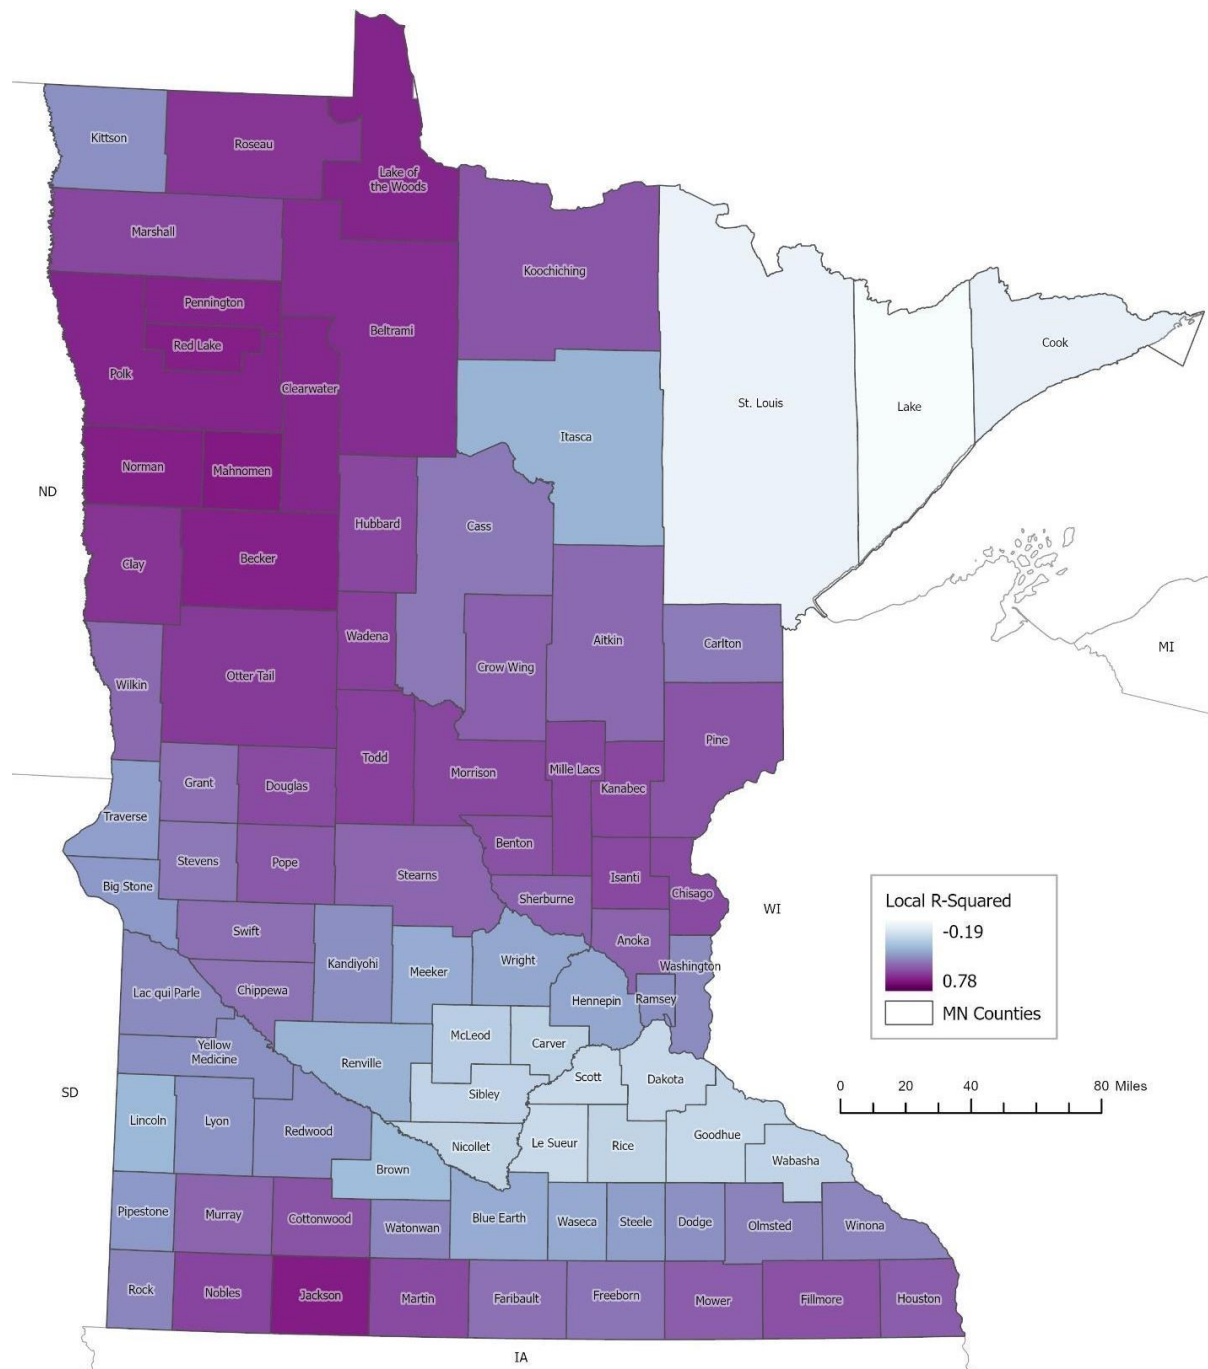 Kittson
Roseau
Lake of
the Woods
Marshall
Koochiching
Pennington
Beltrami
Red Lake
Cook
Polk
Clearwater
St. Louis
Lake
Itasca
Norman
Mahnomen
ND
Hubbard
Cass
Clay
Becker
Wadena
Aitkin
Carlton
MI
Crow Wing
Otter Tail
Wilkin
Pine
Todd
Morrison
Mille Lacs
Grant
Douglas
Kanabec
Traverse
Benton
Stevens
Pope
Stearns
Isanti
Big Stone
Chisago
Sherburne
WI
Local R-Squared
-0.19
0.78
MN Counties
Swift
Anoka
Kandiyohi
Wright
Washington
Meeker
Lac qui Parle
Chippewa
Hennepin
Ramsey
McLeod
Carver
Yellow
Medicine
Renville
Scott
Dakota
SD
Sibley
0 20 40 80 Miles
Lincoln
Lyon
Redwood
Nicollet
Le Sueur
Rice
Goodhue
Wabasha
Brown
Pipestone
Murray
Cottonwood
Watonwan
Blue Earth
Waseca
Steele
Dodge
Olmsted
Winona
Rock
Nobles
Jackson
Martin
Faribault
Freeborn
Mower
Fillmore
Houston
IA